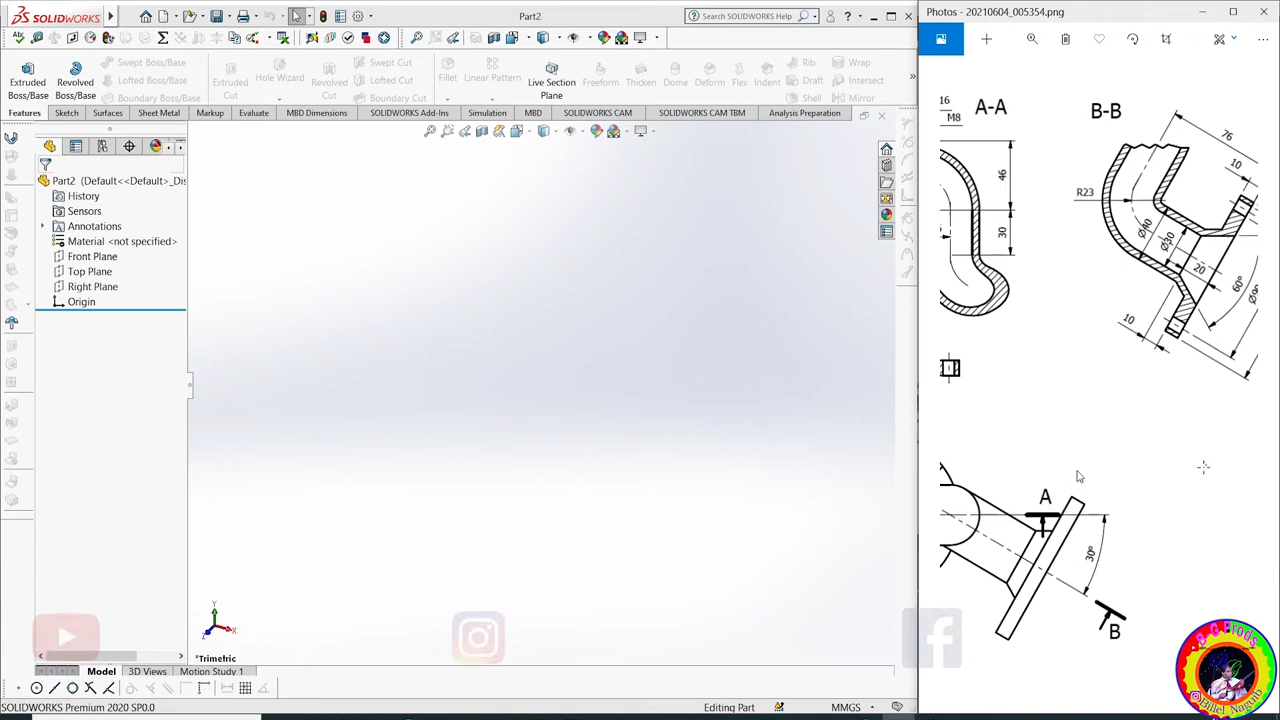 SOLIDWORKS
Part2
Search SOLIDWORKS Help
Photos - 20210604_005354.png
Extruded Boss/Base
Revolved Boss/Base
Swept Boss/Base
Lofted Boss/Base
Boundary Boss/Base
Extruded Cut
Hole Wizard
Revolved Cut
Swept Cut
Lofted Cut
Boundary Cut
Fillet
Linear Pattern
Live Section Plane
Freeform
Thicken
Dome
Deform
Flex
Indent
Rib
Draft
Shell
Wrap
Intersect
Mirror
Features
Sketch
Surfaces
Sheet Metal
Markup
Evaluate
MBD Dimensions
SOLIDWORKS Add-Ins
Simulation
MBD
SOLIDWORKS CAM
SOLIDWORKS CAM TBM
Analysis Preparation
Part2 (Default<<Default>_Dis
History
Sensors
Annotations
Material <not specified>
Front Plane
Top Plane
Right Plane
Origin
Y
X
Z
*Trimetric
Model
3D Views
Motion Study 1
SOLIDWORKS Premium 2020 SP0.0
Editing Part
MMGS
16
M8
A-A
46
30
B-B
76
10
R23
Ø40
Ø30
20
60°
10
A
30°
B
B G Prods
@Billel_Naguib